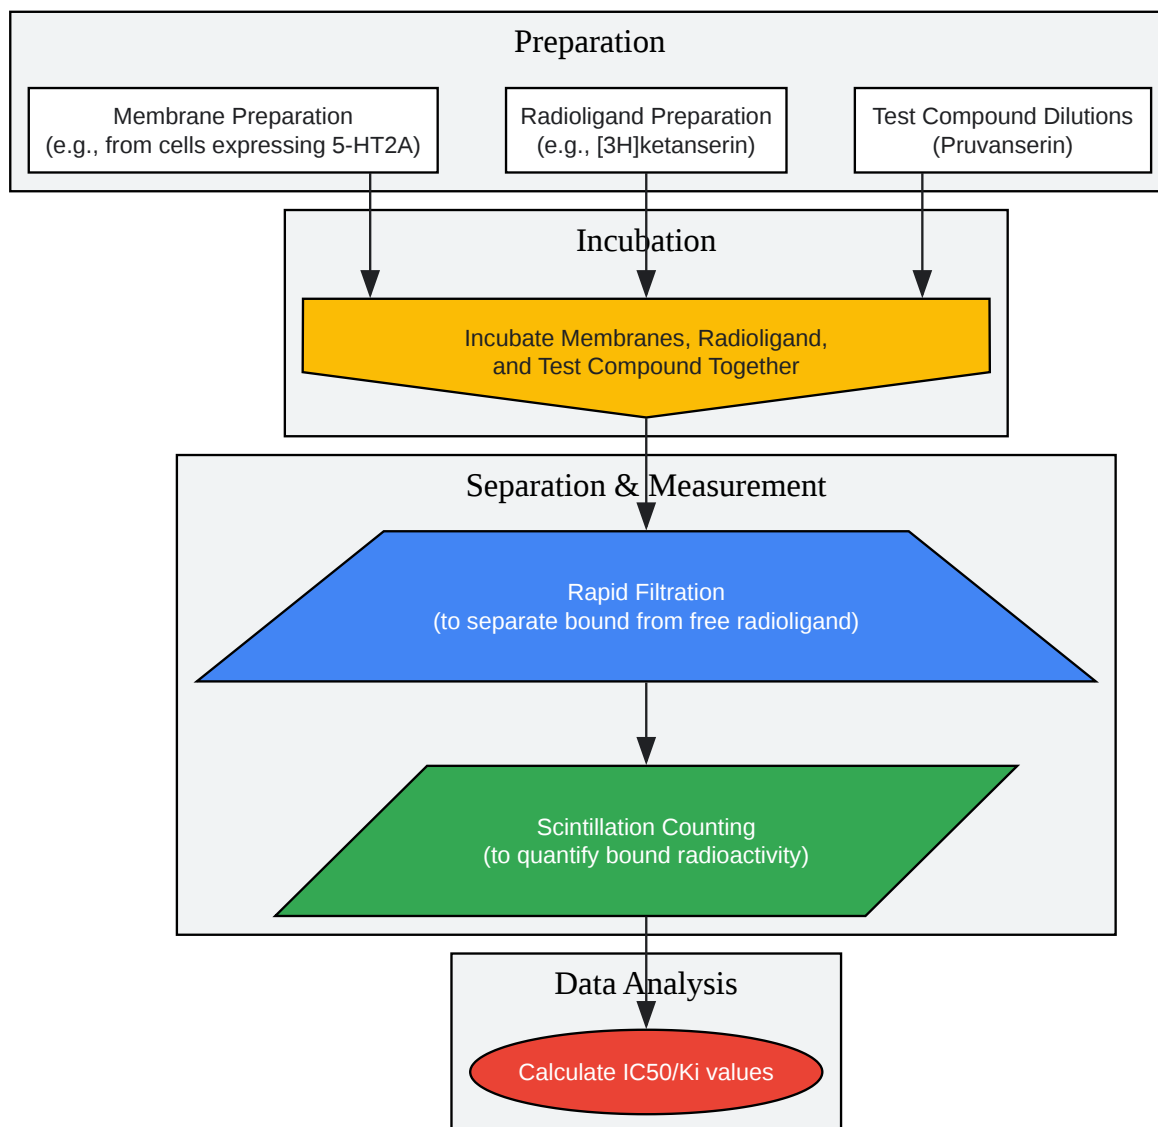 Preparation
Membrane Preparation
(e.g., from cells expressing 5-HT2A)
Radioligand Preparation
(e.g., [3H]ketanserin)
Test Compound Dilutions
(Pruvanserin)
Incubation
Incubate Membranes, Radioligand,
and Test Compound Together
Separation & Measurement
Rapid Filtration
(to separate bound from free radioligand)
Scintillation Counting
(to quantify bound radioactivity)
Data Analysis
Calculate IC50/Ki values